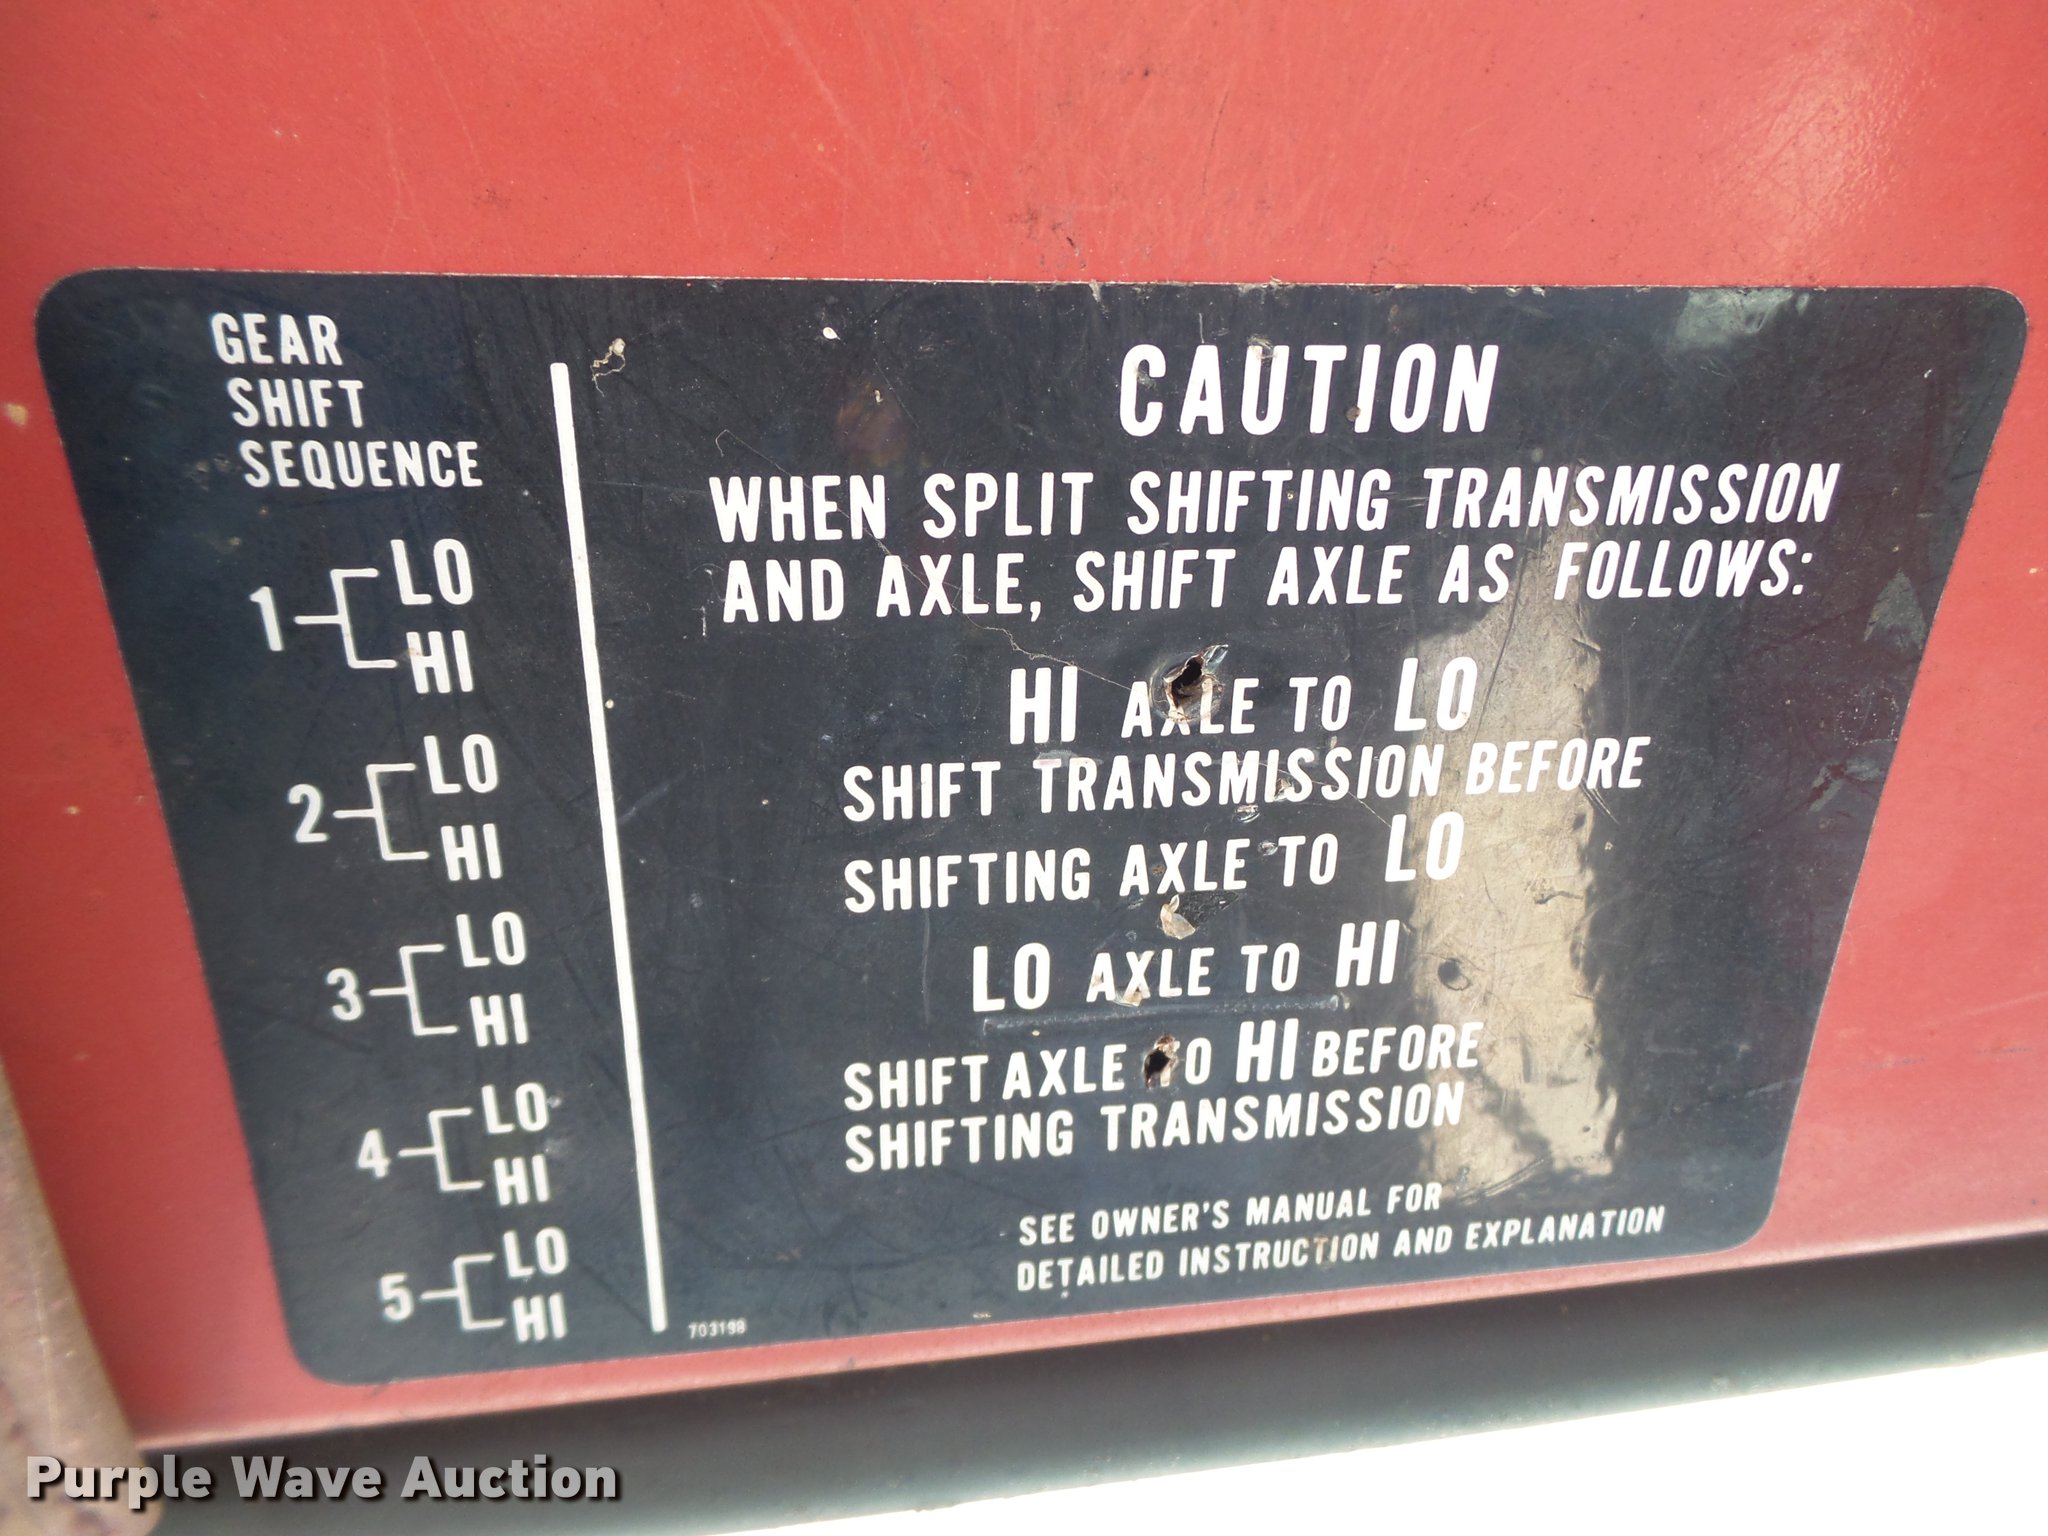 GEAR
SHIFT
SEQUENCE
1 LO
HI
2 LO
HI
3 LO
HI
4 LO
HI
5 LO
HI
CAUTION
WHEN SPLIT SHIFTING TRANSMISSION
AND AXLE, SHIFT AXLE AS FOLLOWS:
HI AXLE TO LO
SHIFT TRANSMISSION BEFORE
SHIFTING AXLE TO LO
LO AXLE TO HI
SHIFT AXLE TO HI BEFORE
SHIFTING TRANSMISSION
SEE OWNER'S MANUAL FOR
DETAILED INSTRUCTION AND EXPLANATION
703198
Purple Wave Auction